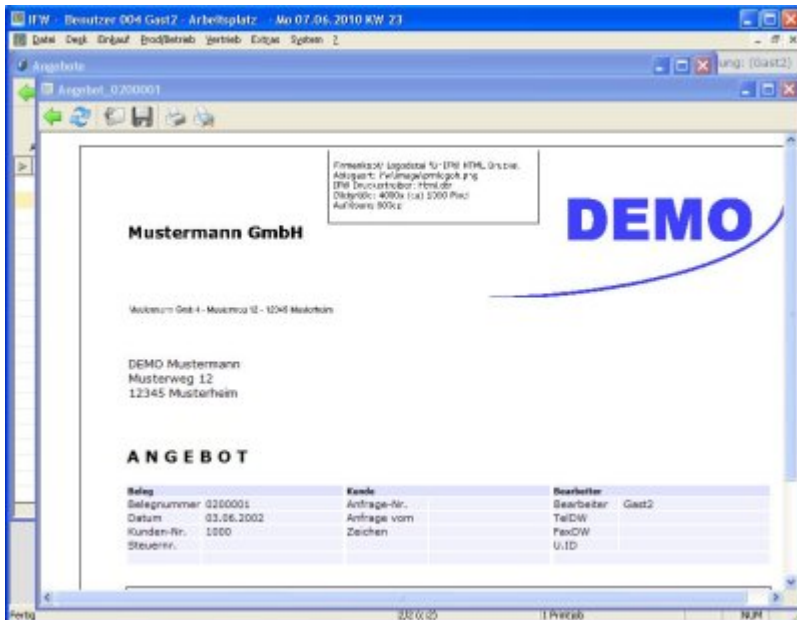 IFW - Benutzer 004 Gast2 - Arbeitsplatz - Mo 07.06.2010 KW 23
Datei Einkauf Prod/Betrieb Vertrieb Extras System ?
Angebote
ung: (Gast2)
Angebot_0200001
Mustermann GmbH
DEMO
DEMO Mustermann
Musterweg 12
12345 Musterheim
ANGEBOT
Beleg Kunde Bearbeiter
Belegnummer 0200001 Anfrage-Nr. Bearbeiter Gast2
Datum 03.06.2002 Anfrage vom TelDW
Kunden-Nr. 1000 Zeichen FaxDW
Steuernr. U.ID
Fertig NUM